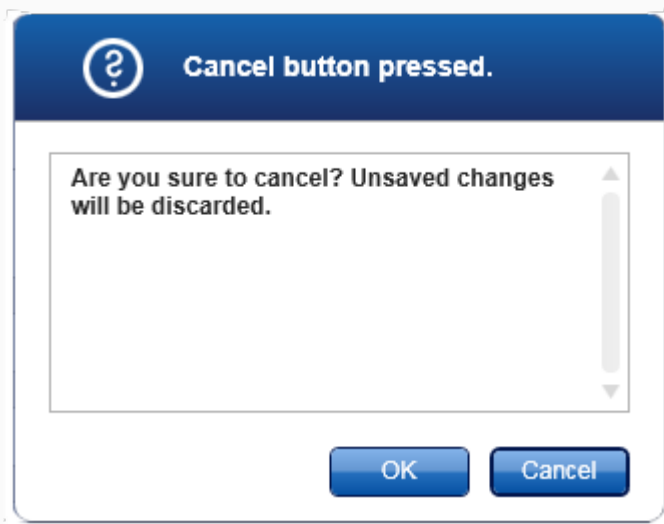 Cancel button pressed.
Are you sure to cancel? Unsaved changes
will be discarded.
OK
Cancel